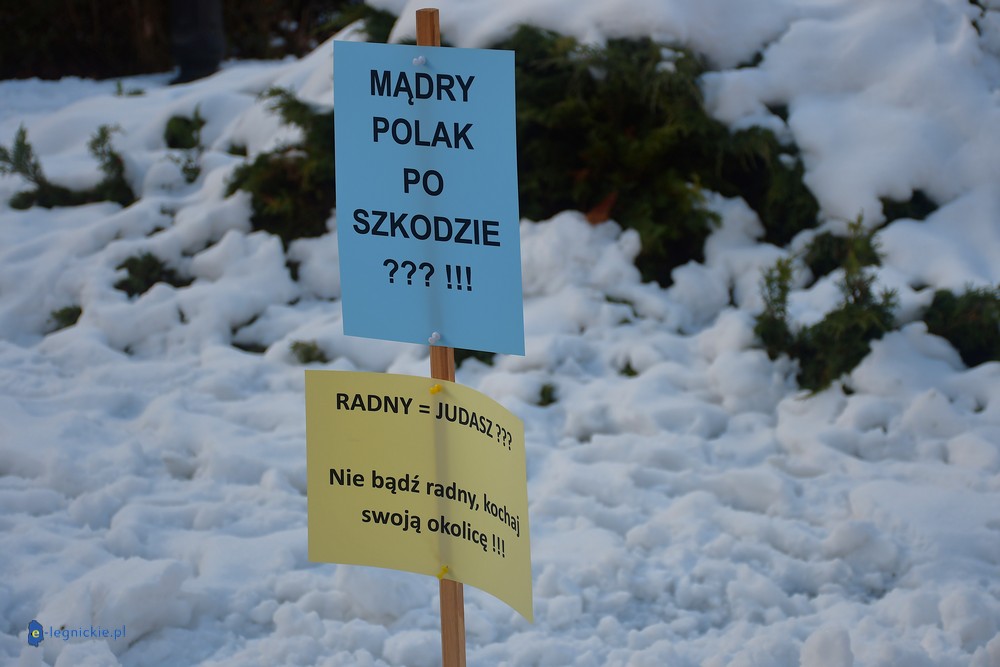 MĄDRY
POLAK
PO
SZKODZIE
??? !!!
RADNY = JUDASZ ???
Nie bądź radny, kochaj
swoją okolicę !!!
e-legnickie.pl